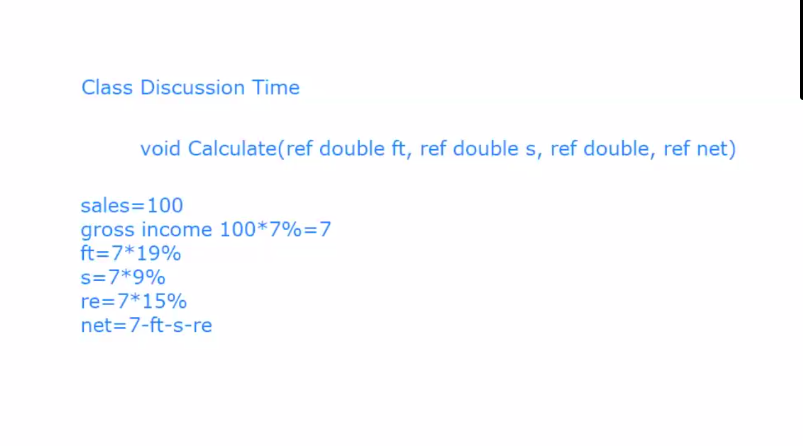 Class Discussion Time
void Calculate(ref double ft, ref double s, ref double, ref net)
sales=100
gross income 100*7%=7
ft=7*19%
s=7*9%
re=7*15%
net=7-ft-s-re